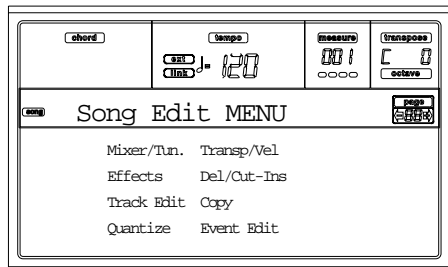 chord tempo measure transpose
ext ♩= 120 001 C 0
link octave
song Song Edit MENU page
Mixer/Tun. Transp/Vel
Effects Del/Cut-Ins
Track Edit Copy
Quantize Event Edit